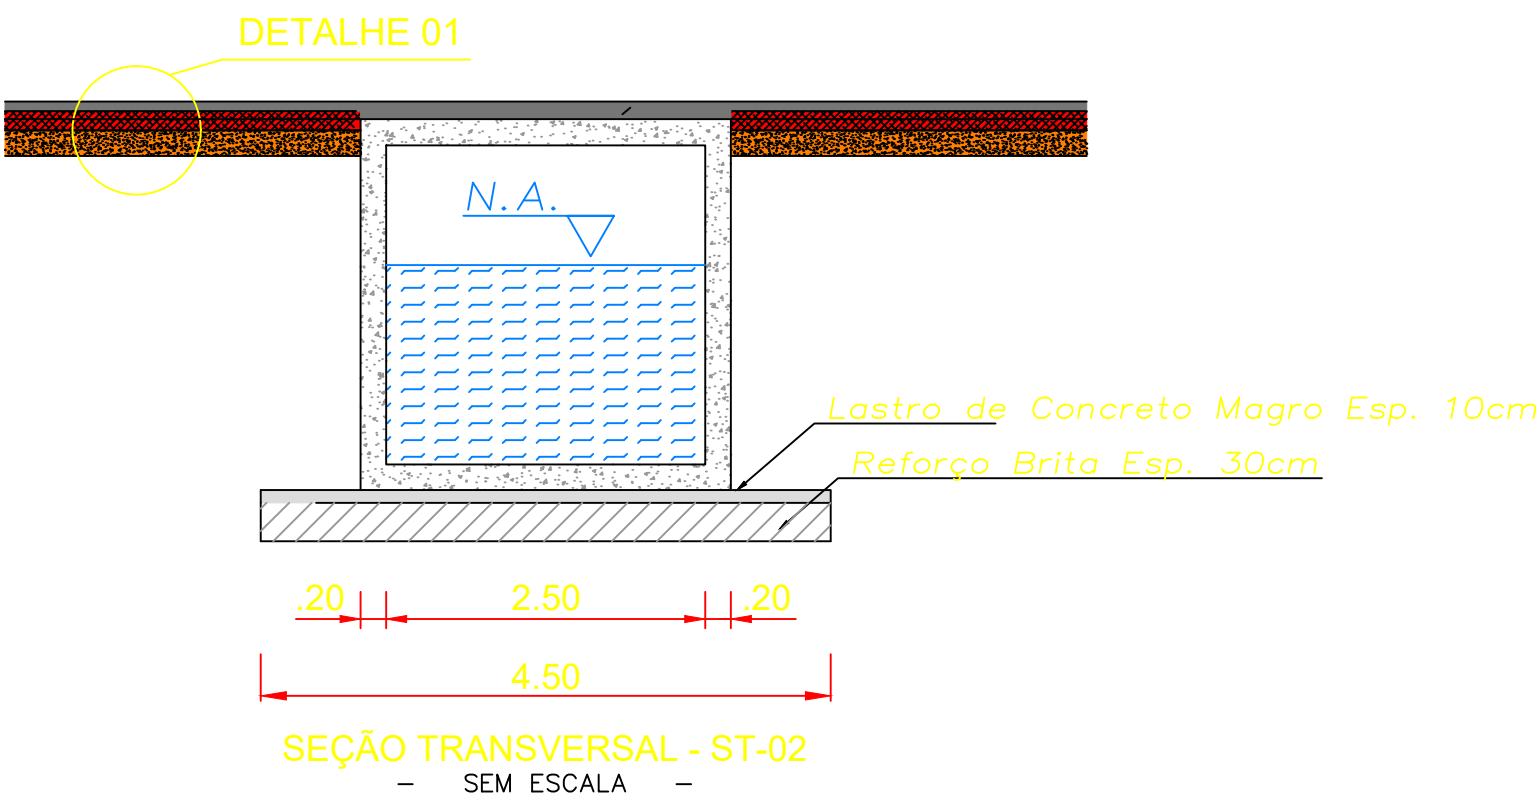 DETALHE 01
N.A.
Lastro de Concreto Magro Esp. 10cm
Reforço Brita Esp. 30cm
.20 2.50 .20
4.50
SEÇÃO TRANSVERSAL - ST-02
- SEM ESCALA -